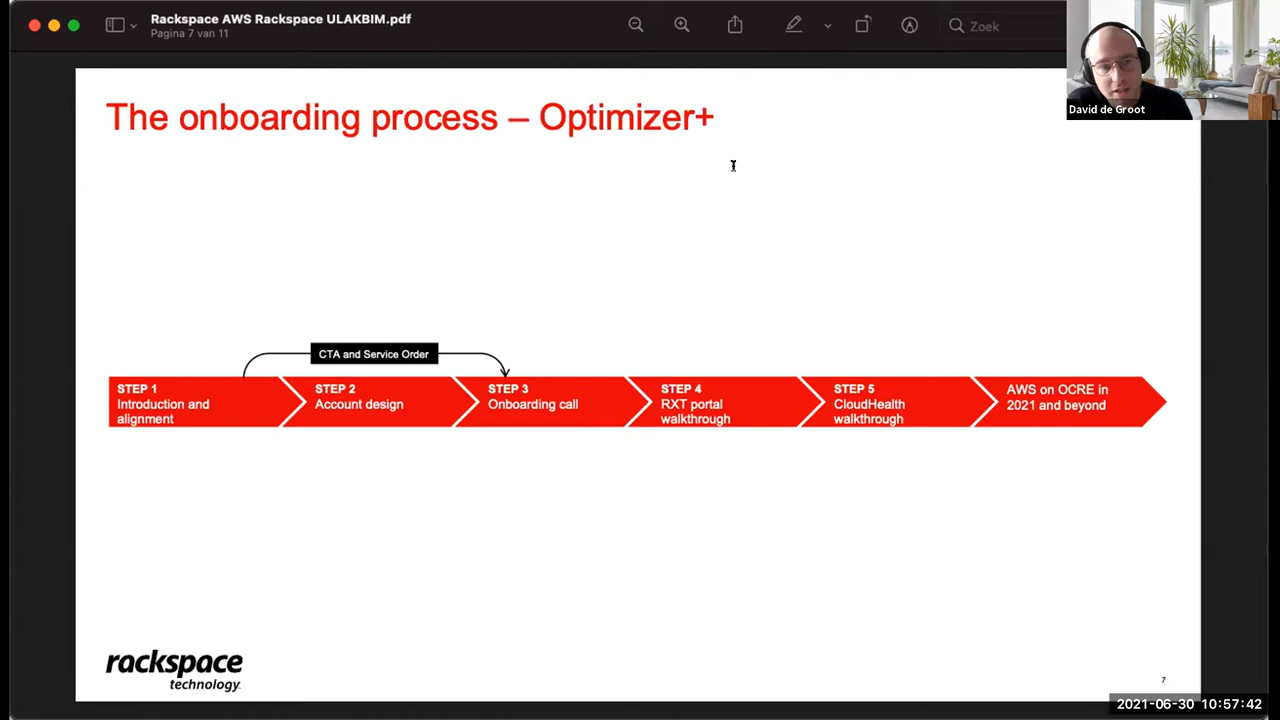 Rackspace AWS Rackspace ULAKBIM.pdf
Pagina 7 van 11
Zoek
David de Groot
The onboarding process – Optimizer+
CTA and Service Order
STEP 1
Introduction and
alignment
STEP 2
Account design
STEP 3
Onboarding call
STEP 4
RXT portal
walkthrough
STEP 5
CloudHealth
walkthrough
AWS on OCRE in
2021 and beyond
rackspace
technology
7
2021-06-30 10:57:42